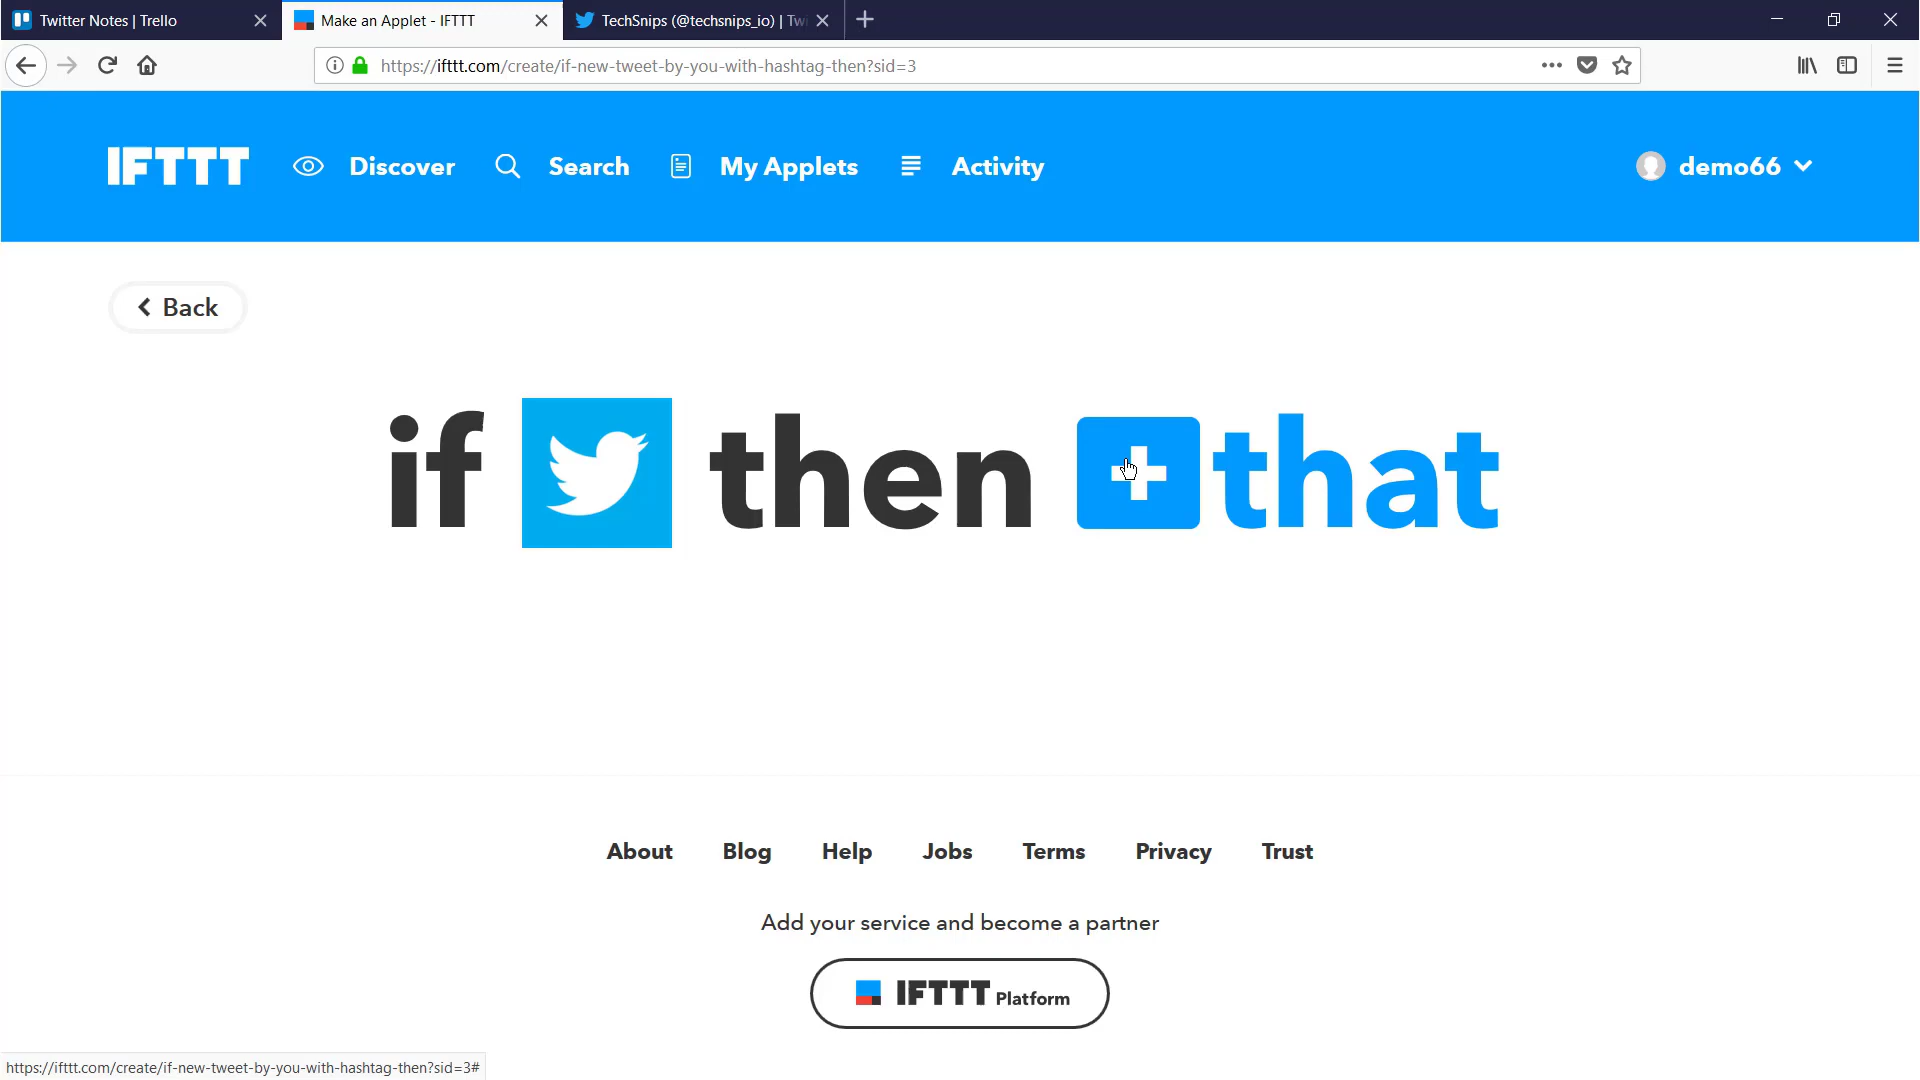 Twitter Notes | Trello
Make an Applet - IFTTT
TechSnips (@techsnips_io) | Tw
https://ifttt.com/create/if-new-tweet-by-you-with-hashtag-then?sid=3
IFTTT Discover Search My Applets Activity demo66
Back
if then that
About Blog Help Jobs Terms Privacy Trust
Add your service and become a partner
IFTTT Platform
https://ifttt.com/create/if-new-tweet-by-you-with-hashtag-then?sid=3#